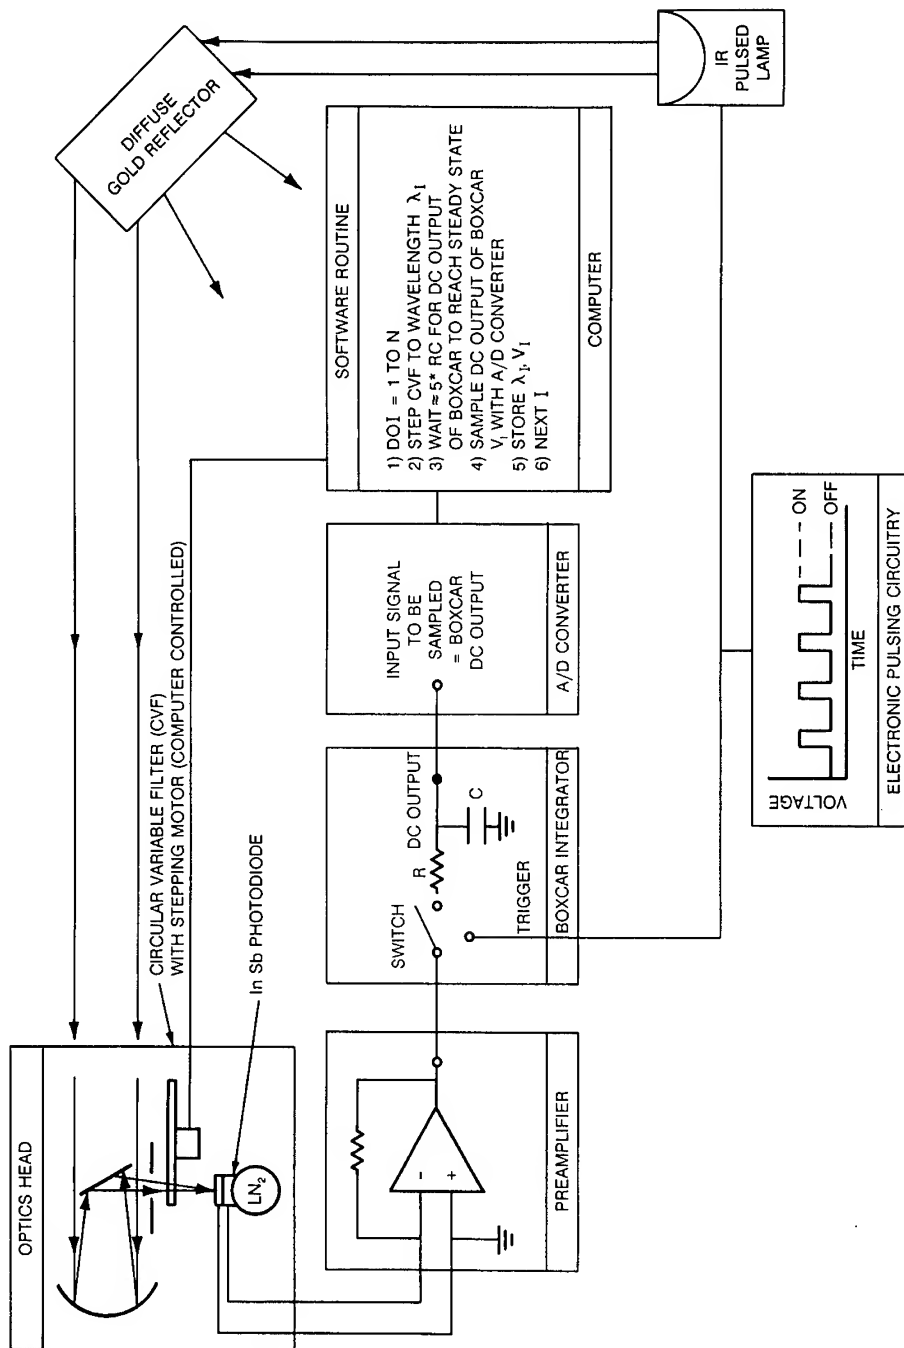 OPTICS HEAD
LN2
CIRCULAR VARIABLE FILTER (CVF)
WITH STEPPING MOTOR (COMPUTER CONTROLLED)
In Sb PHOTODIODE
DIFFUSE
GOLD REFLECTOR
IR
PULSED
LAMP
PREAMPLIFIER
-
+
SWITCH
R
DC OUTPUT
C
TRIGGER
BOXCAR INTEGRATOR
INPUT SIGNAL
TO BE
SAMPLED
= BOXCAR
DC OUTPUT
A/D CONVERTER
SOFTWARE ROUTINE
1) DOI = 1 TO N
2) STEP CVF TO WAVELENGTH λI
3) WAIT ≈ 5* RC FOR DC OUTPUT
OF BOXCAR TO REACH STEADY STATE
4) SAMPLE DC OUTPUT OF BOXCAR
VI WITH A/D CONVERTER
5) STORE λI, VI
6) NEXT I
COMPUTER
VOLTAGE
ON
OFF
TIME
ELECTRONIC PULSING CIRCUITRY